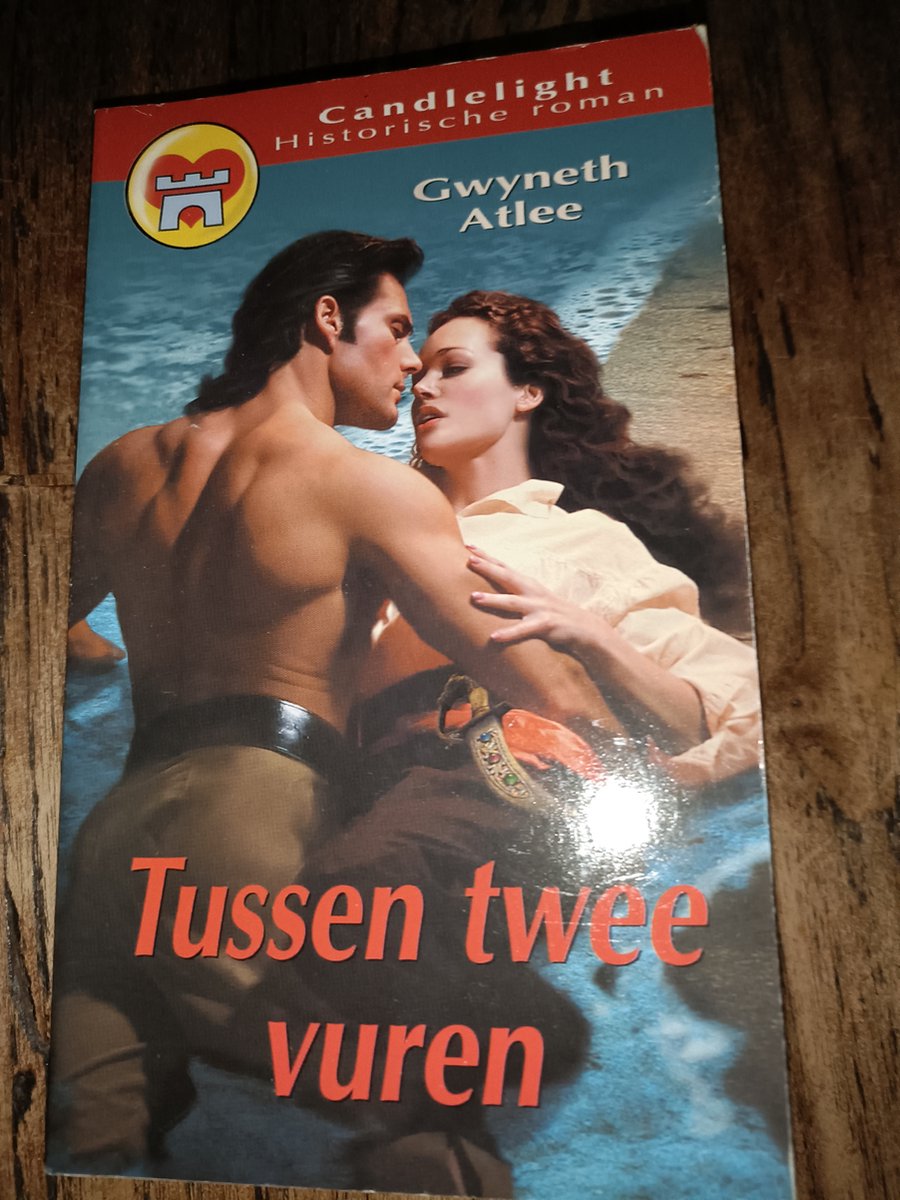 Candlelight
Historische roman
Gwyneth
Atlee
Tussen twee
vuren